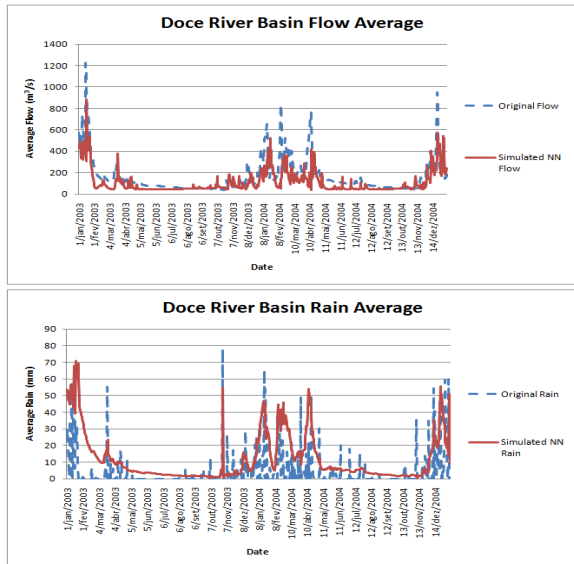 Doce River Basin Flow Average
1400
1200
1000
800
600
400
200
0
Average Flow (m³/s)
1/jan/2003
1/fev/2003
4/mar/2003
4/abr/2003
5/mai/2003
5/jun/2003
6/jul/2003
6/ago/2003
6/set/2003
7/out/2003
7/nov/2003
8/dez/2003
8/jan/2004
8/fev/2004
10/mar/2004
10/abr/2004
11/mai/2004
11/jun/2004
12/jul/2004
12/ago/2004
12/set/2004
13/out/2004
13/nov/2004
14/dez/2004
Date
Original Flow
Simulated NN
Flow
Doce River Basin Rain Average
90
80
70
60
50
40
30
20
10
0
Average Rain (mm)
1/jan/2003
1/fev/2003
4/mar/2003
4/abr/2003
5/mai/2003
5/jun/2003
6/jul/2003
6/ago/2003
6/set/2003
7/out/2003
7/nov/2003
8/dez/2003
8/jan/2004
8/fev/2004
10/mar/2004
10/abr/2004
11/mai/2004
11/jun/2004
12/jul/2004
12/ago/2004
12/set/2004
13/out/2004
13/nov/2004
14/dez/2004
Date
Original Rain
Simulated NN
Rain